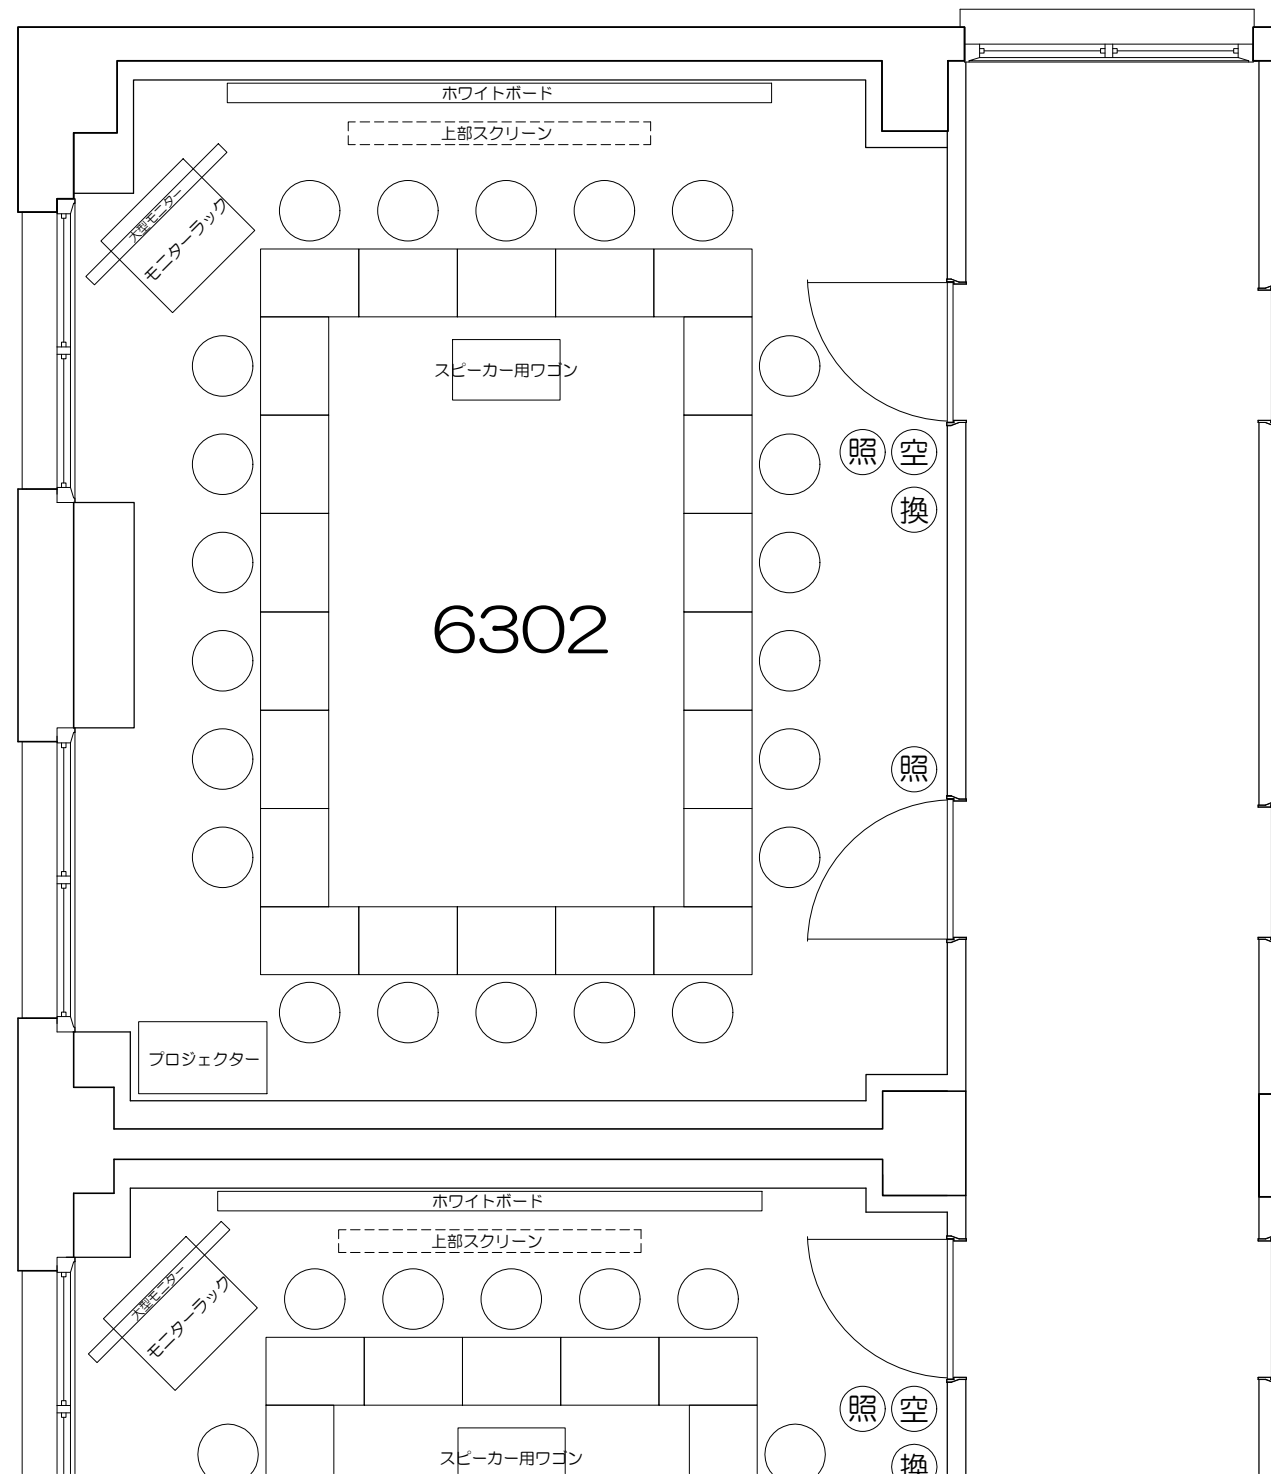 ホワイトボード
上部スクリーン
大型モニター
モニターラック
スピーカー用ワゴン
照 空
換
6302
照
プロジェクター
ホワイトボード
上部スクリーン
大型モニター
モニターラック
照 空
スピーカー用ワゴン
換